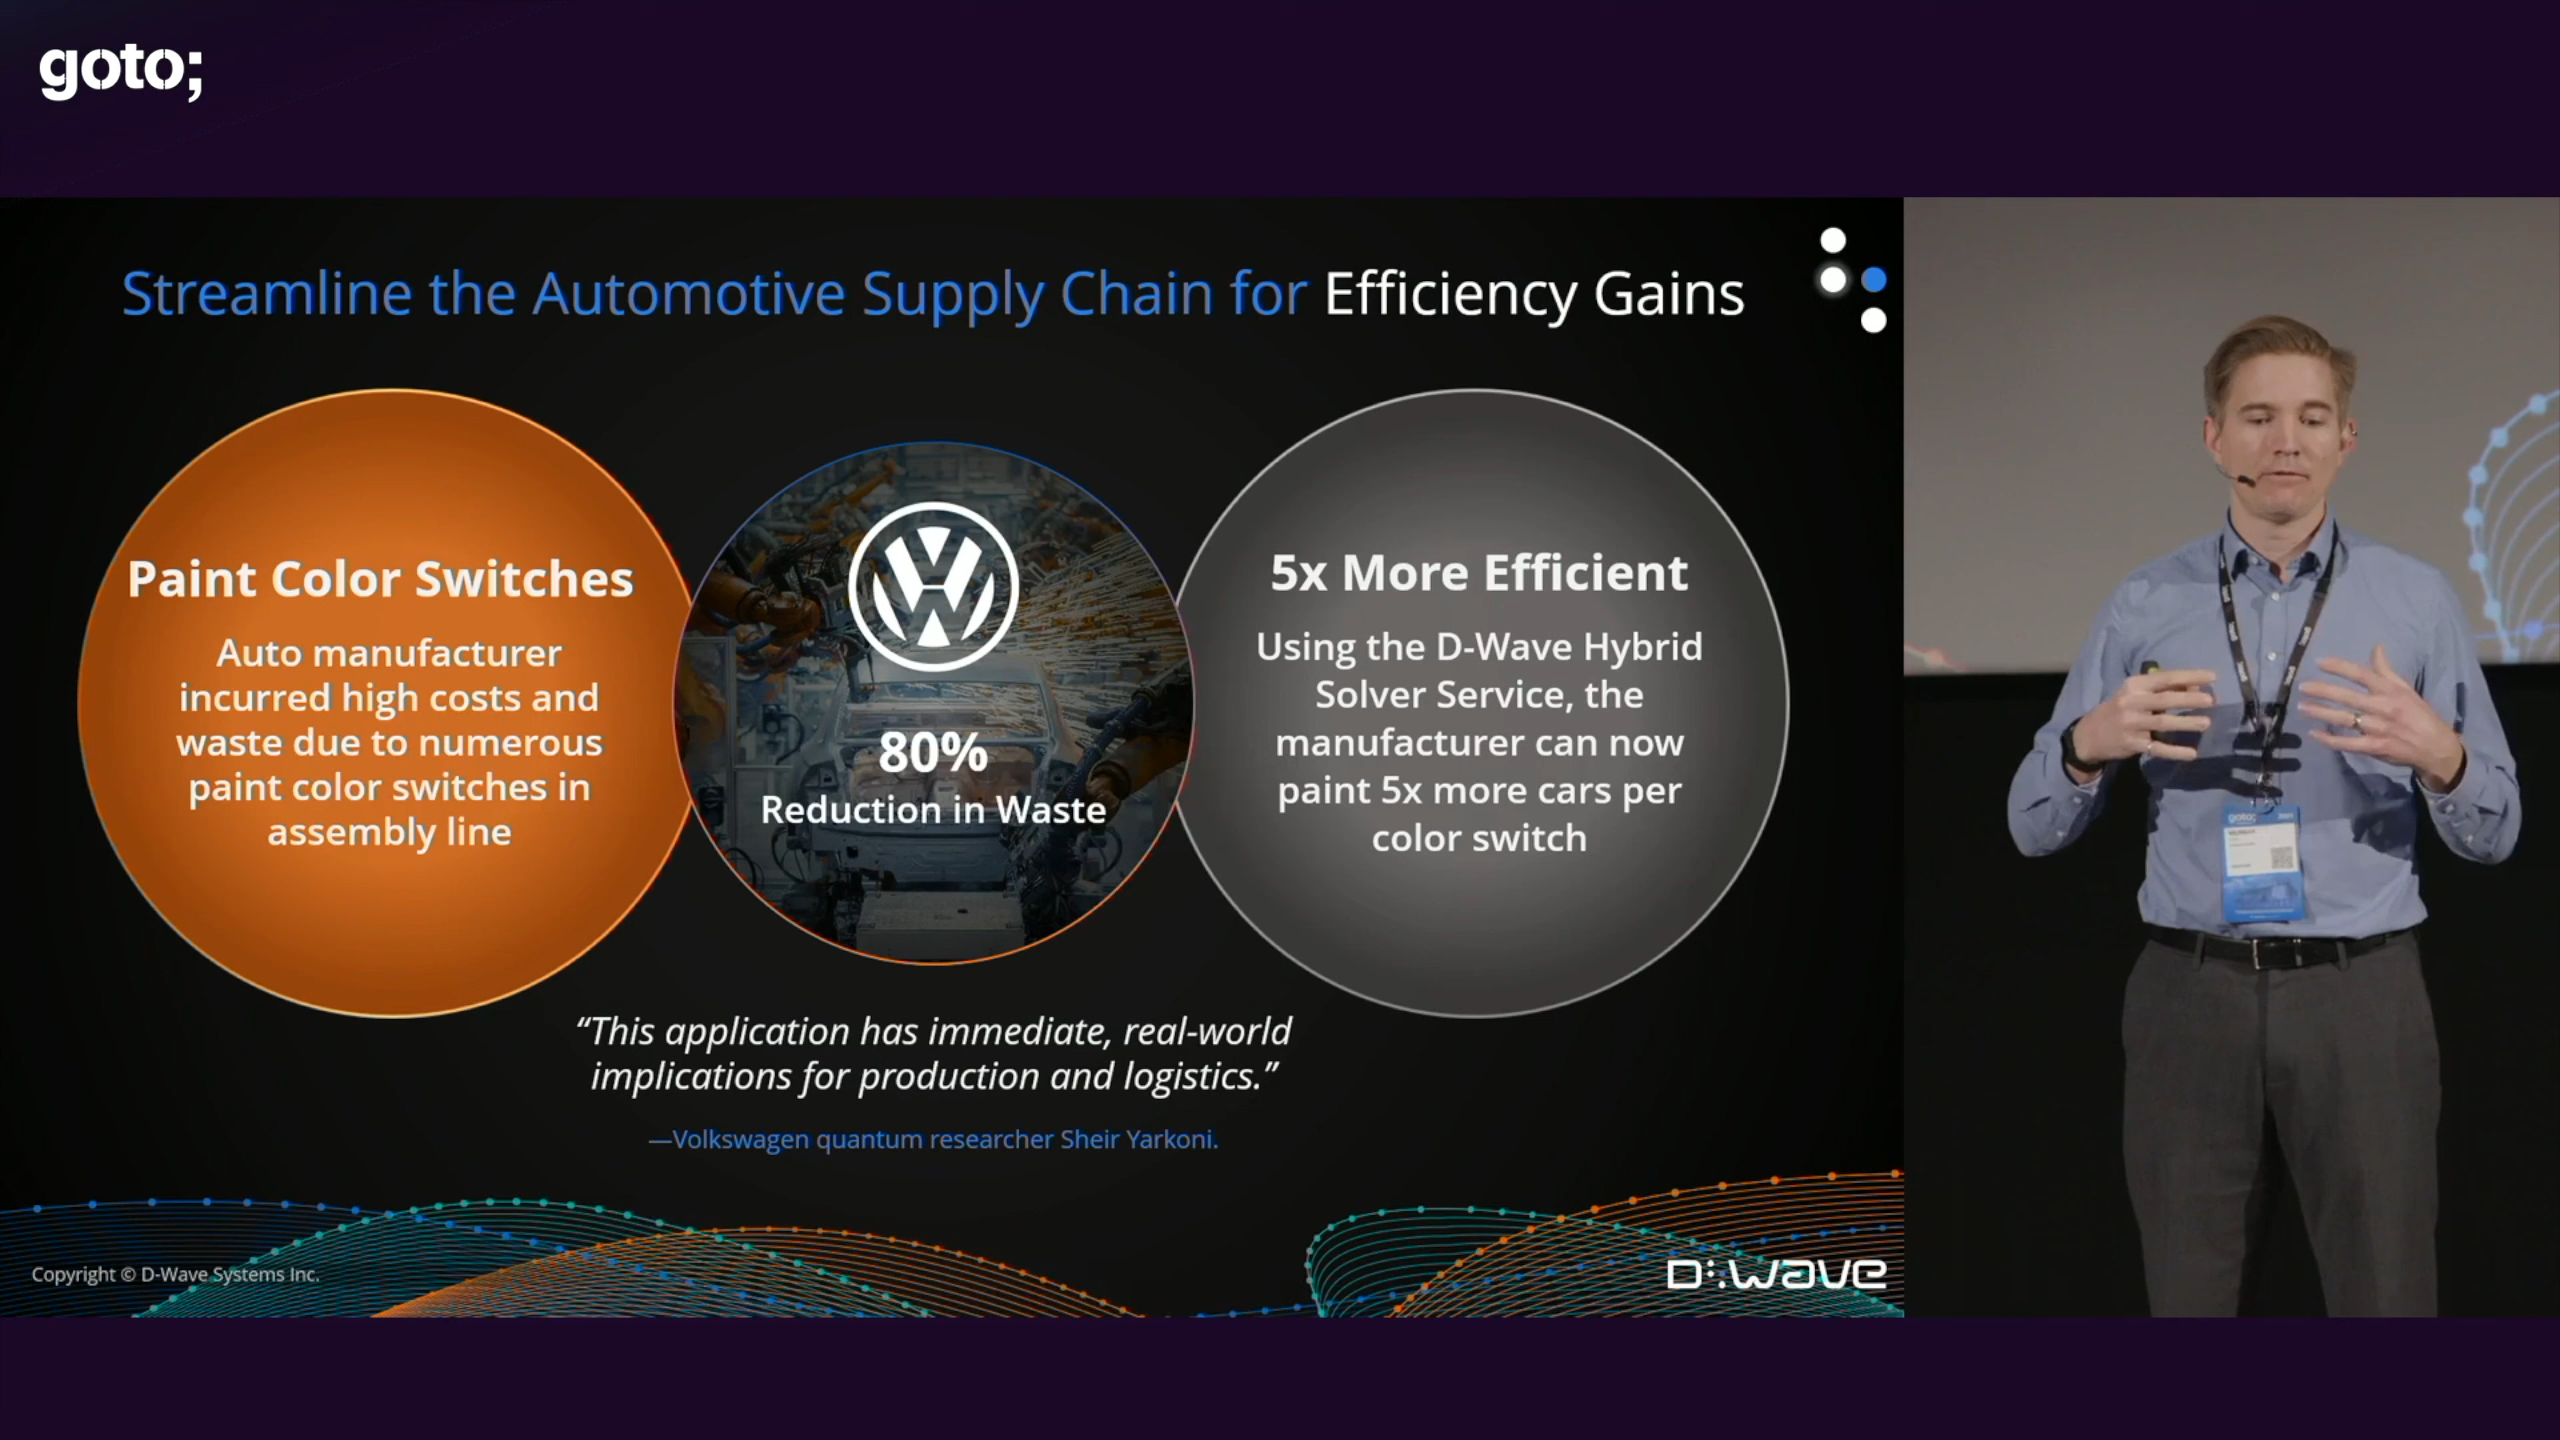 goto;
Streamline the Automotive Supply Chain for Efficiency Gains
Paint Color Switches
Auto manufacturer
incurred high costs and
waste due to numerous
paint color switches in
assembly line
80%
Reduction in Waste
5x More Efficient
Using the D-Wave Hybrid
Solver Service, the
manufacturer can now
paint 5x more cars per
color switch
“This application has immediate, real-world
implications for production and logistics.”
—Volkswagen quantum researcher Sheir Yarkoni.
Copyright © D-Wave Systems Inc.
D:wave
goto;